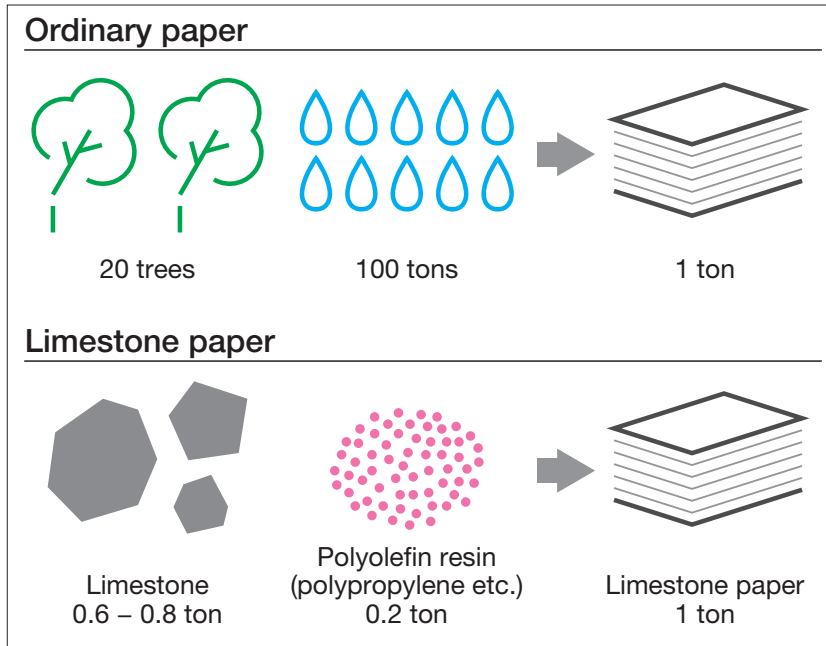 Ordinary paper
20 trees
100 tons
1 ton
Limestone paper
Limestone
0.6 – 0.8 ton
Polyolefin resin
(polypropylene etc.)
0.2 ton
Limestone paper
1 ton